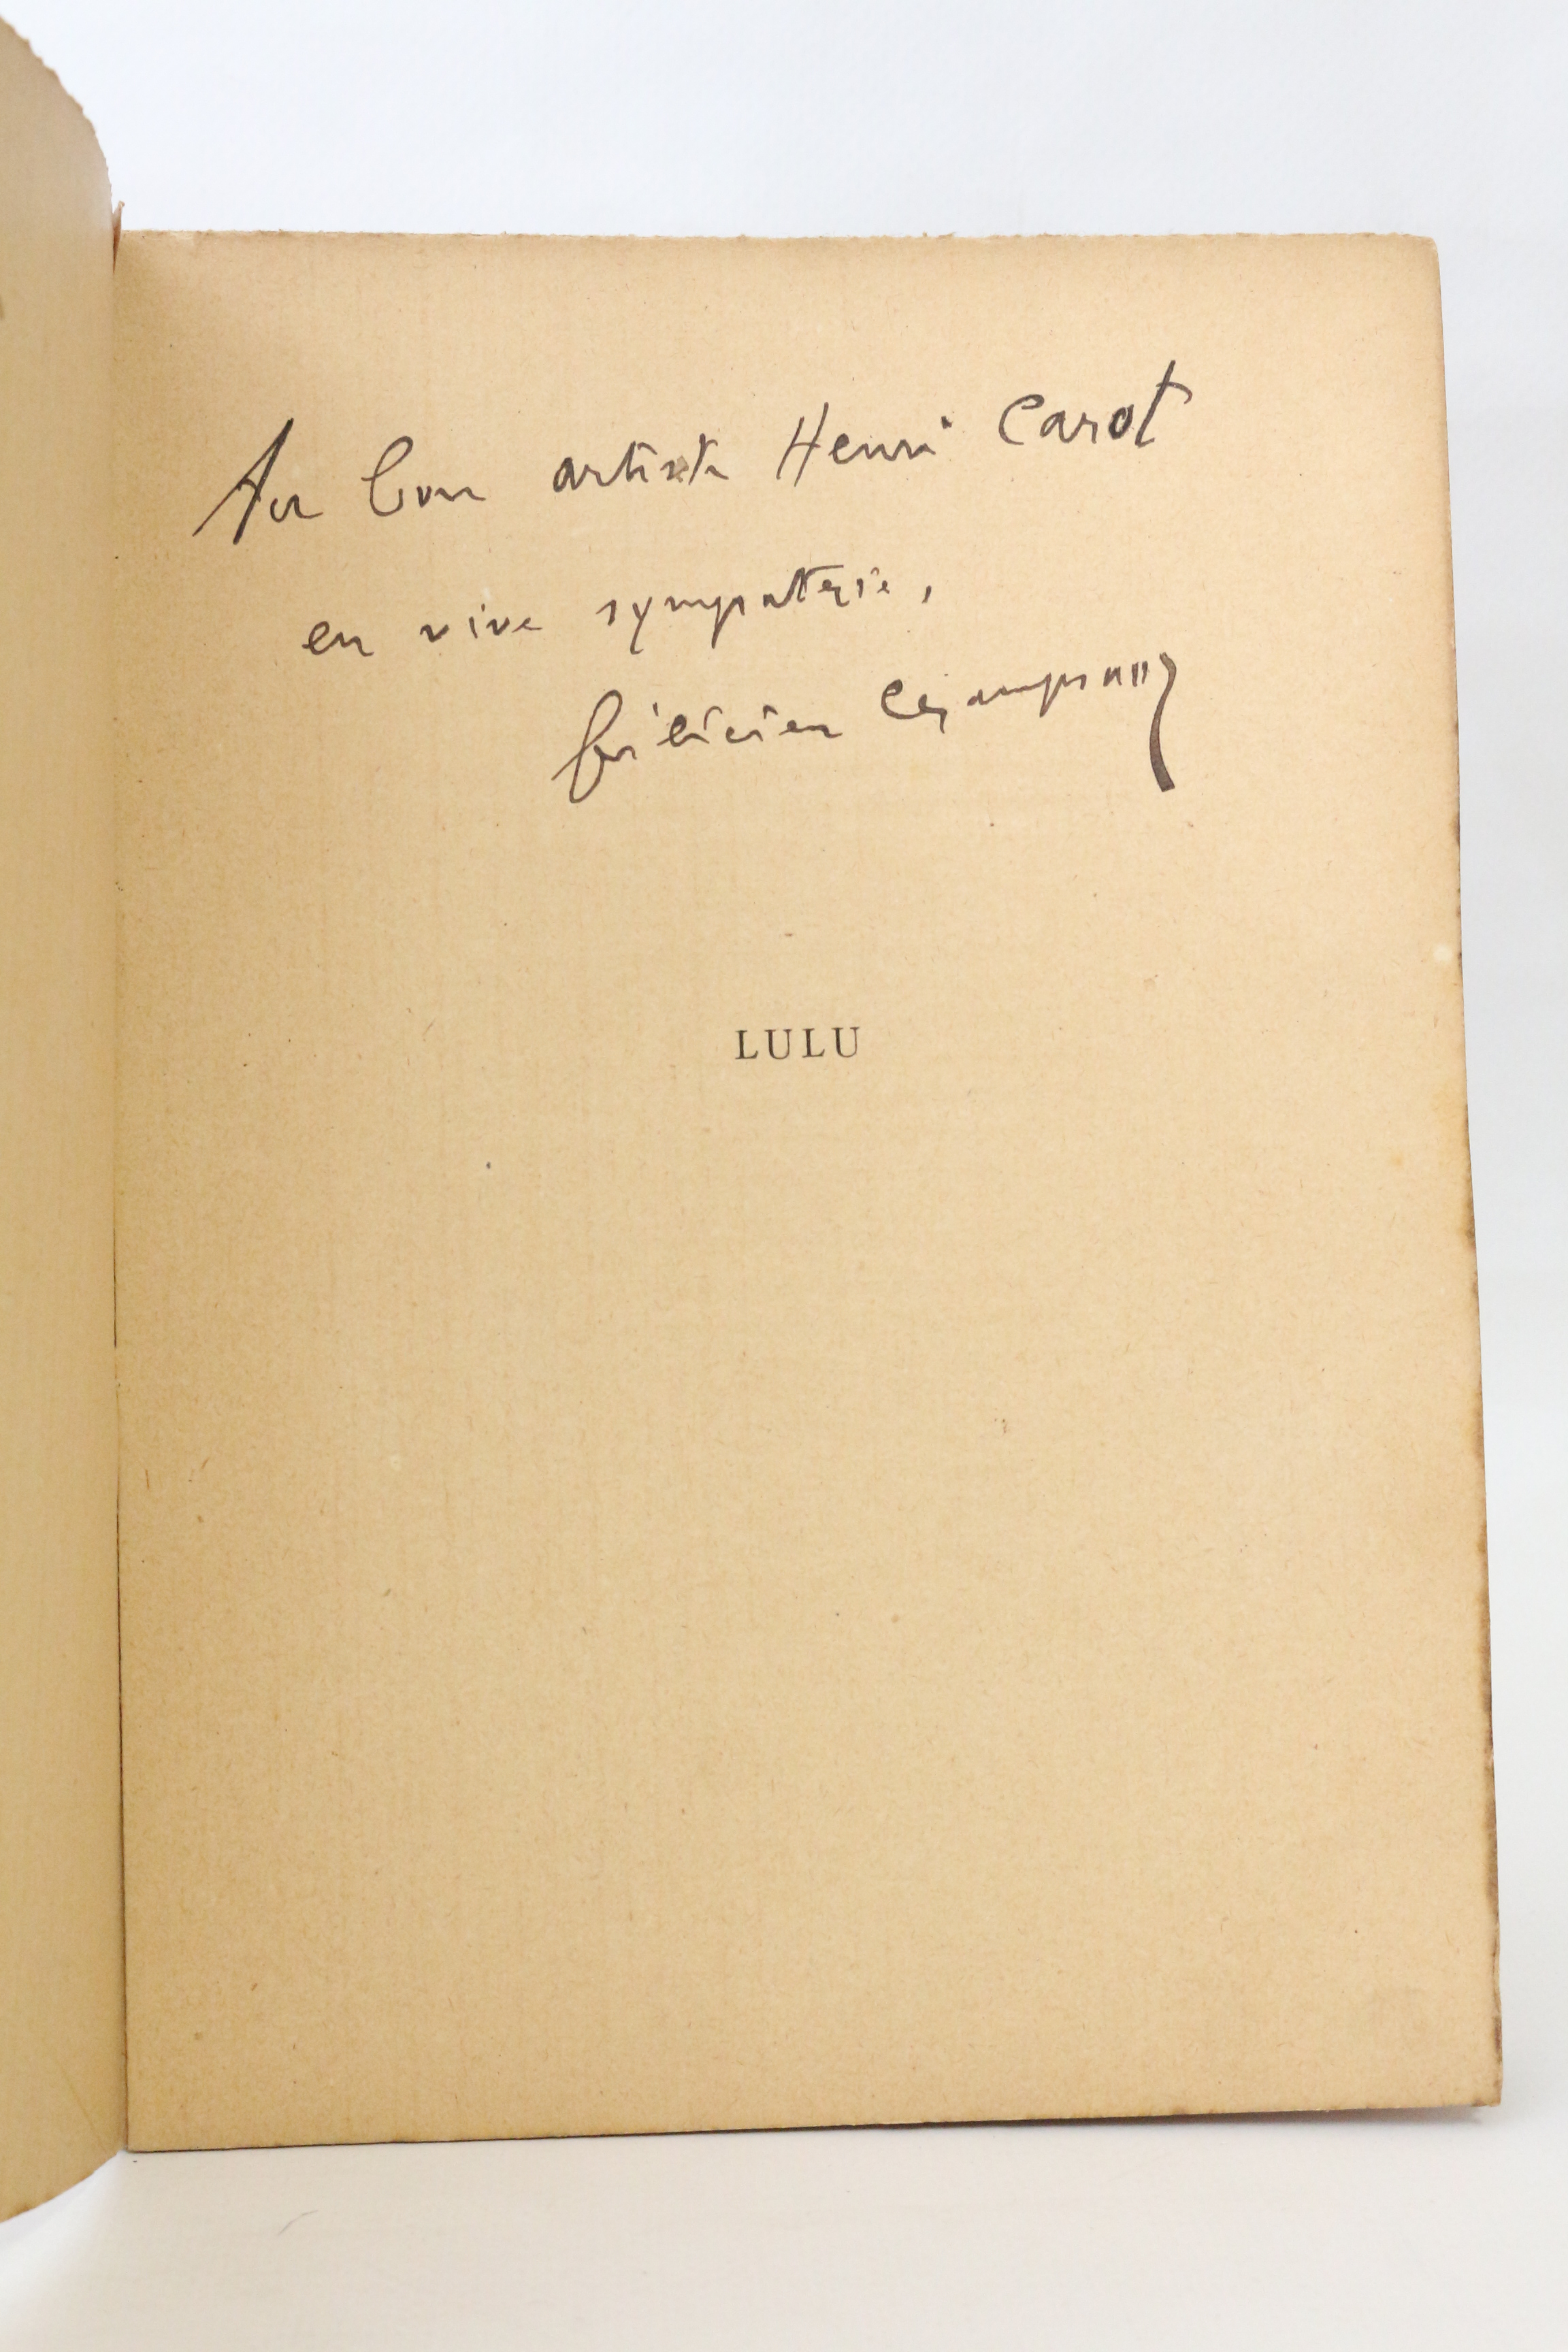 Au bon artiste Henri Carot
en vive sympathie,
Félicien Champsaur
LULU